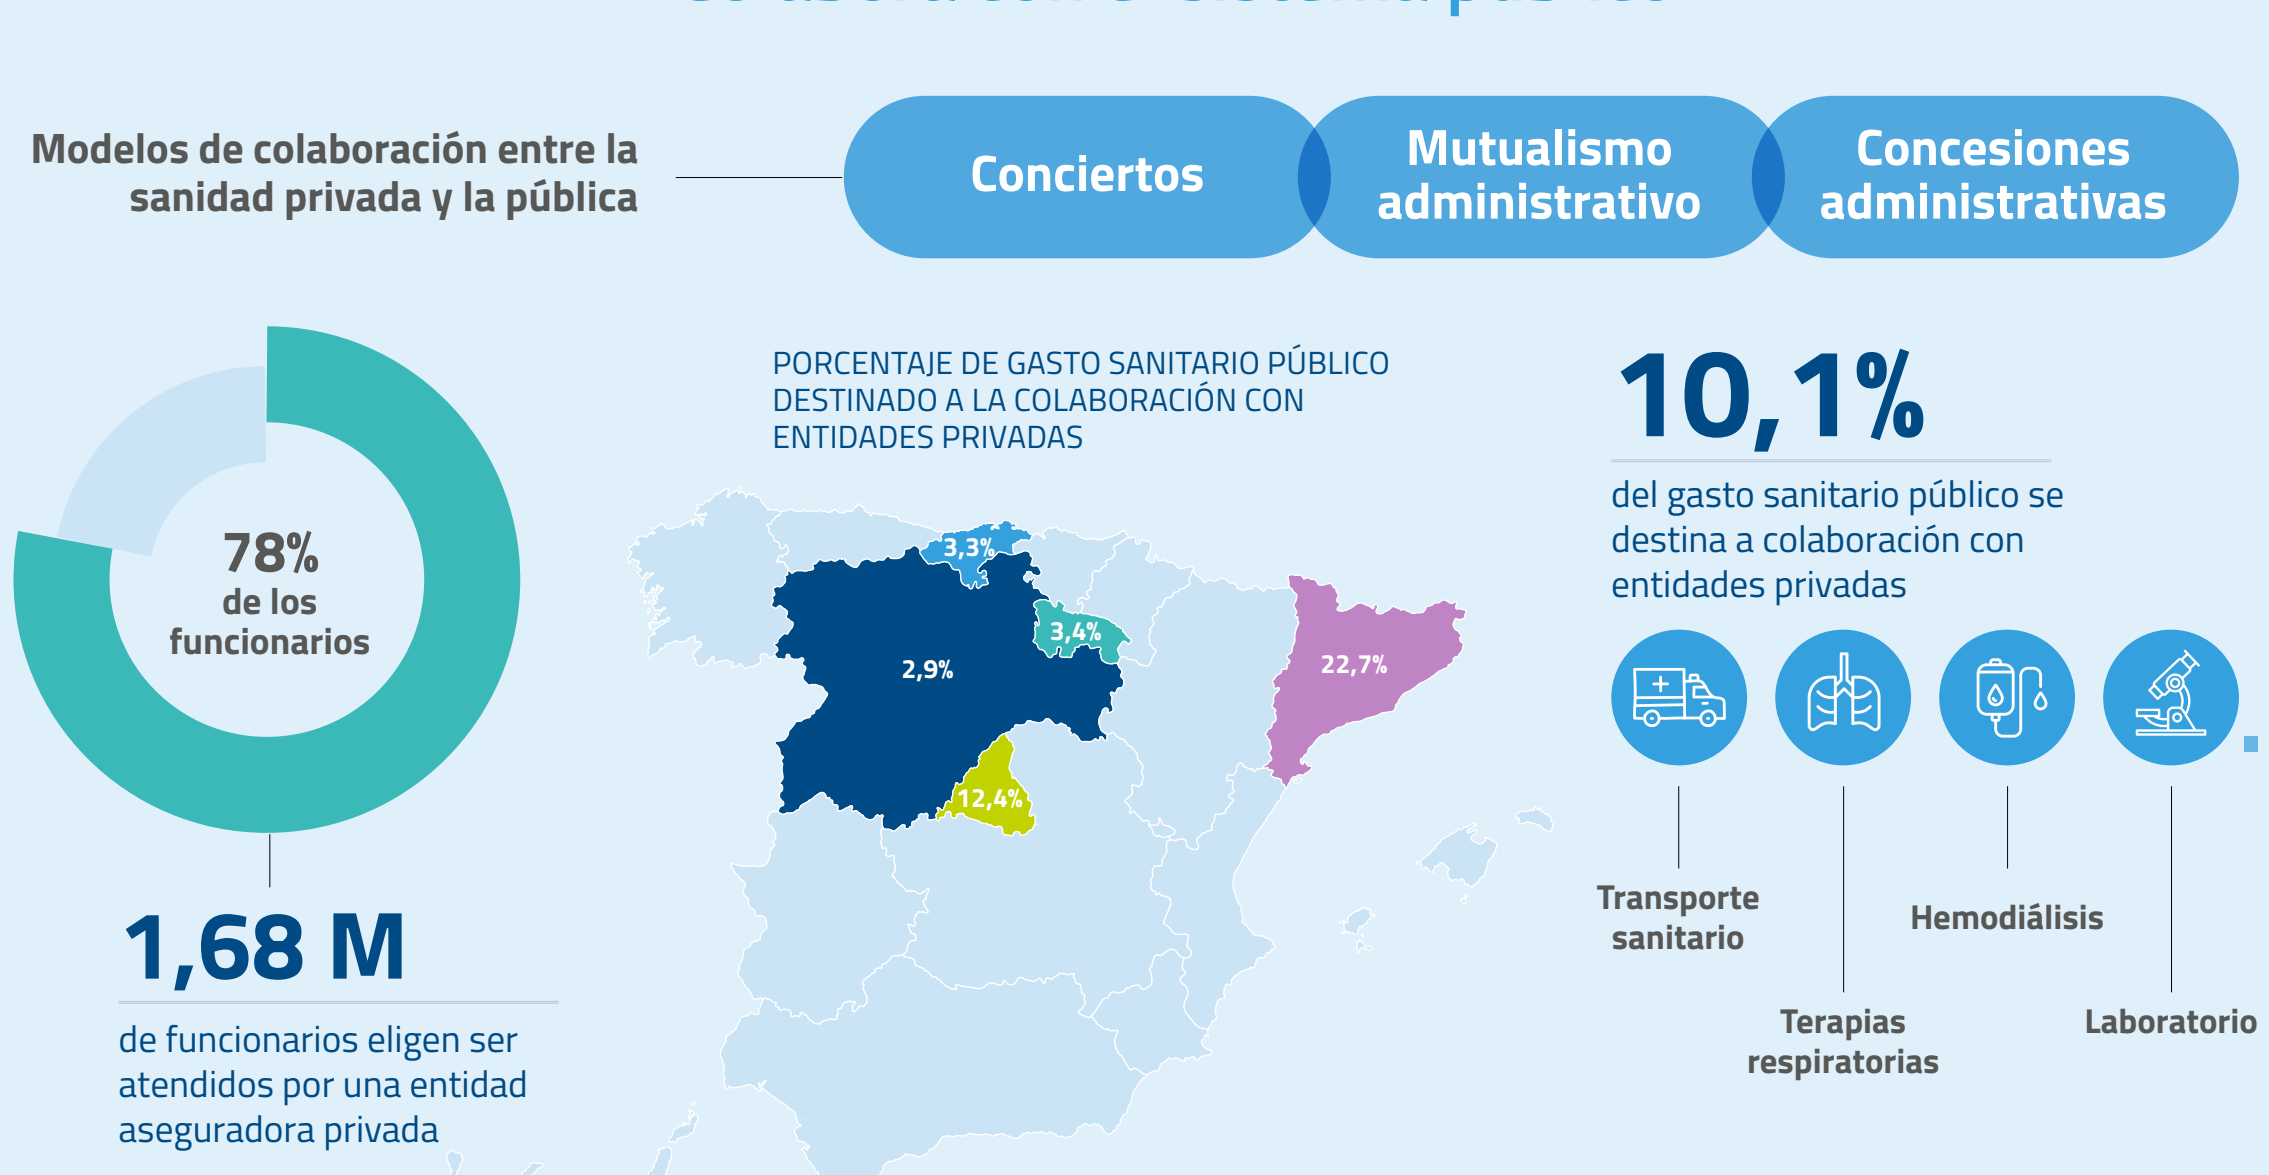 Modelos de colaboración entre la
sanidad privada y la pública
Conciertos
Mutualismo
administrativo
Concesiones
administrativas
78%
de los
funcionarios
1,68 M
de funcionarios eligen ser
atendidos por una entidad
aseguradora privada
PORCENTAJE DE GASTO SANITARIO PÚBLICO
DESTINADO A LA COLABORACIÓN CON
ENTIDADES PRIVADAS
3,3%
3,4%
2,9%
22,7%
12,4%
10,1%
del gasto sanitario público se
destina a colaboración con
entidades privadas
Transporte
sanitario
Terapias
respiratorias
Hemodiálisis
Laboratorio